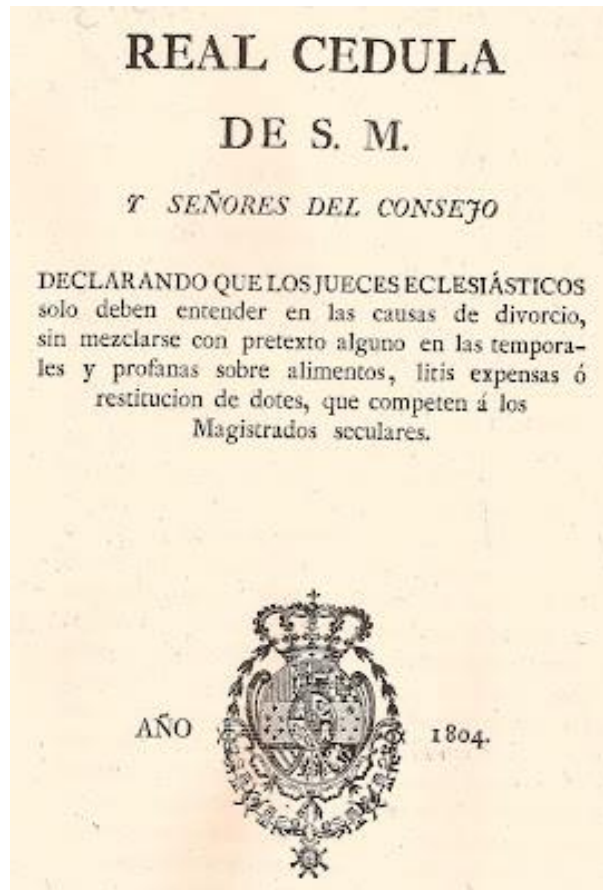 REAL CEDULA
DE S. M.
Y SEÑORES DEL CONSEJO
DECLARANDO QUE LOS JUECES ECLESIÁSTICOS
solo deben entender en las causas de divorcio,
sin mezclarse con pretexto alguno en las tempora-
les y profanas sobre alimentos, litis expensas ó
restitucion de dotes, que competen á los
Magistrados seculares.
AÑO 1804.